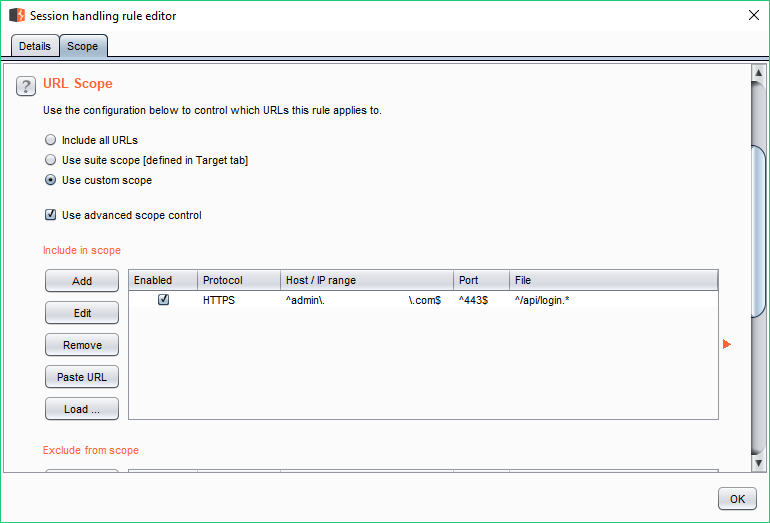 Session handling rule editor
Details Scope
?
URL Scope
Use the configuration below to control which URLs this rule applies to.
Include all URLs
Use suite scope [defined in Target tab]
Use custom scope
Use advanced scope control
Include in scope
Add
Edit
Remove
Paste URL
Load ...
Enabled Protocol Host / IP range Port File
HTTPS ^admin\. \.com$ ^443$ ^/api/login.*
Exclude from scope
OK